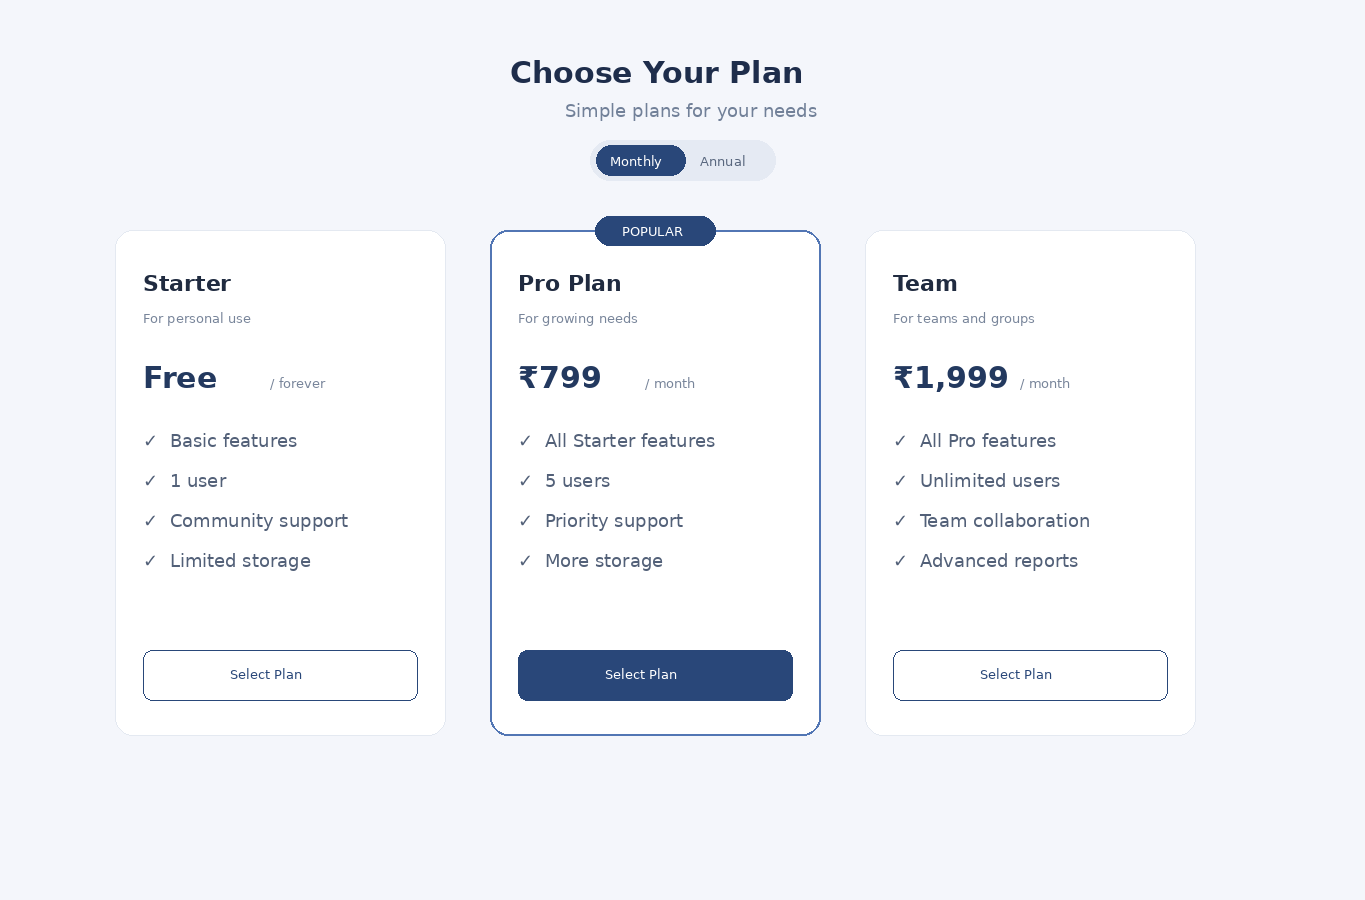 Choose Your Plan
Simple plans for your needs
Monthly Annual
POPULAR
Starter
For personal use
Free / forever
✓ Basic features
✓ 1 user
✓ Community support
✓ Limited storage
Select Plan
Pro Plan
For growing needs
₹799 / month
✓ All Starter features
✓ 5 users
✓ Priority support
✓ More storage
Select Plan
Team
For teams and groups
₹1,999 / month
✓ All Pro features
✓ Unlimited users
✓ Team collaboration
✓ Advanced reports
Select Plan